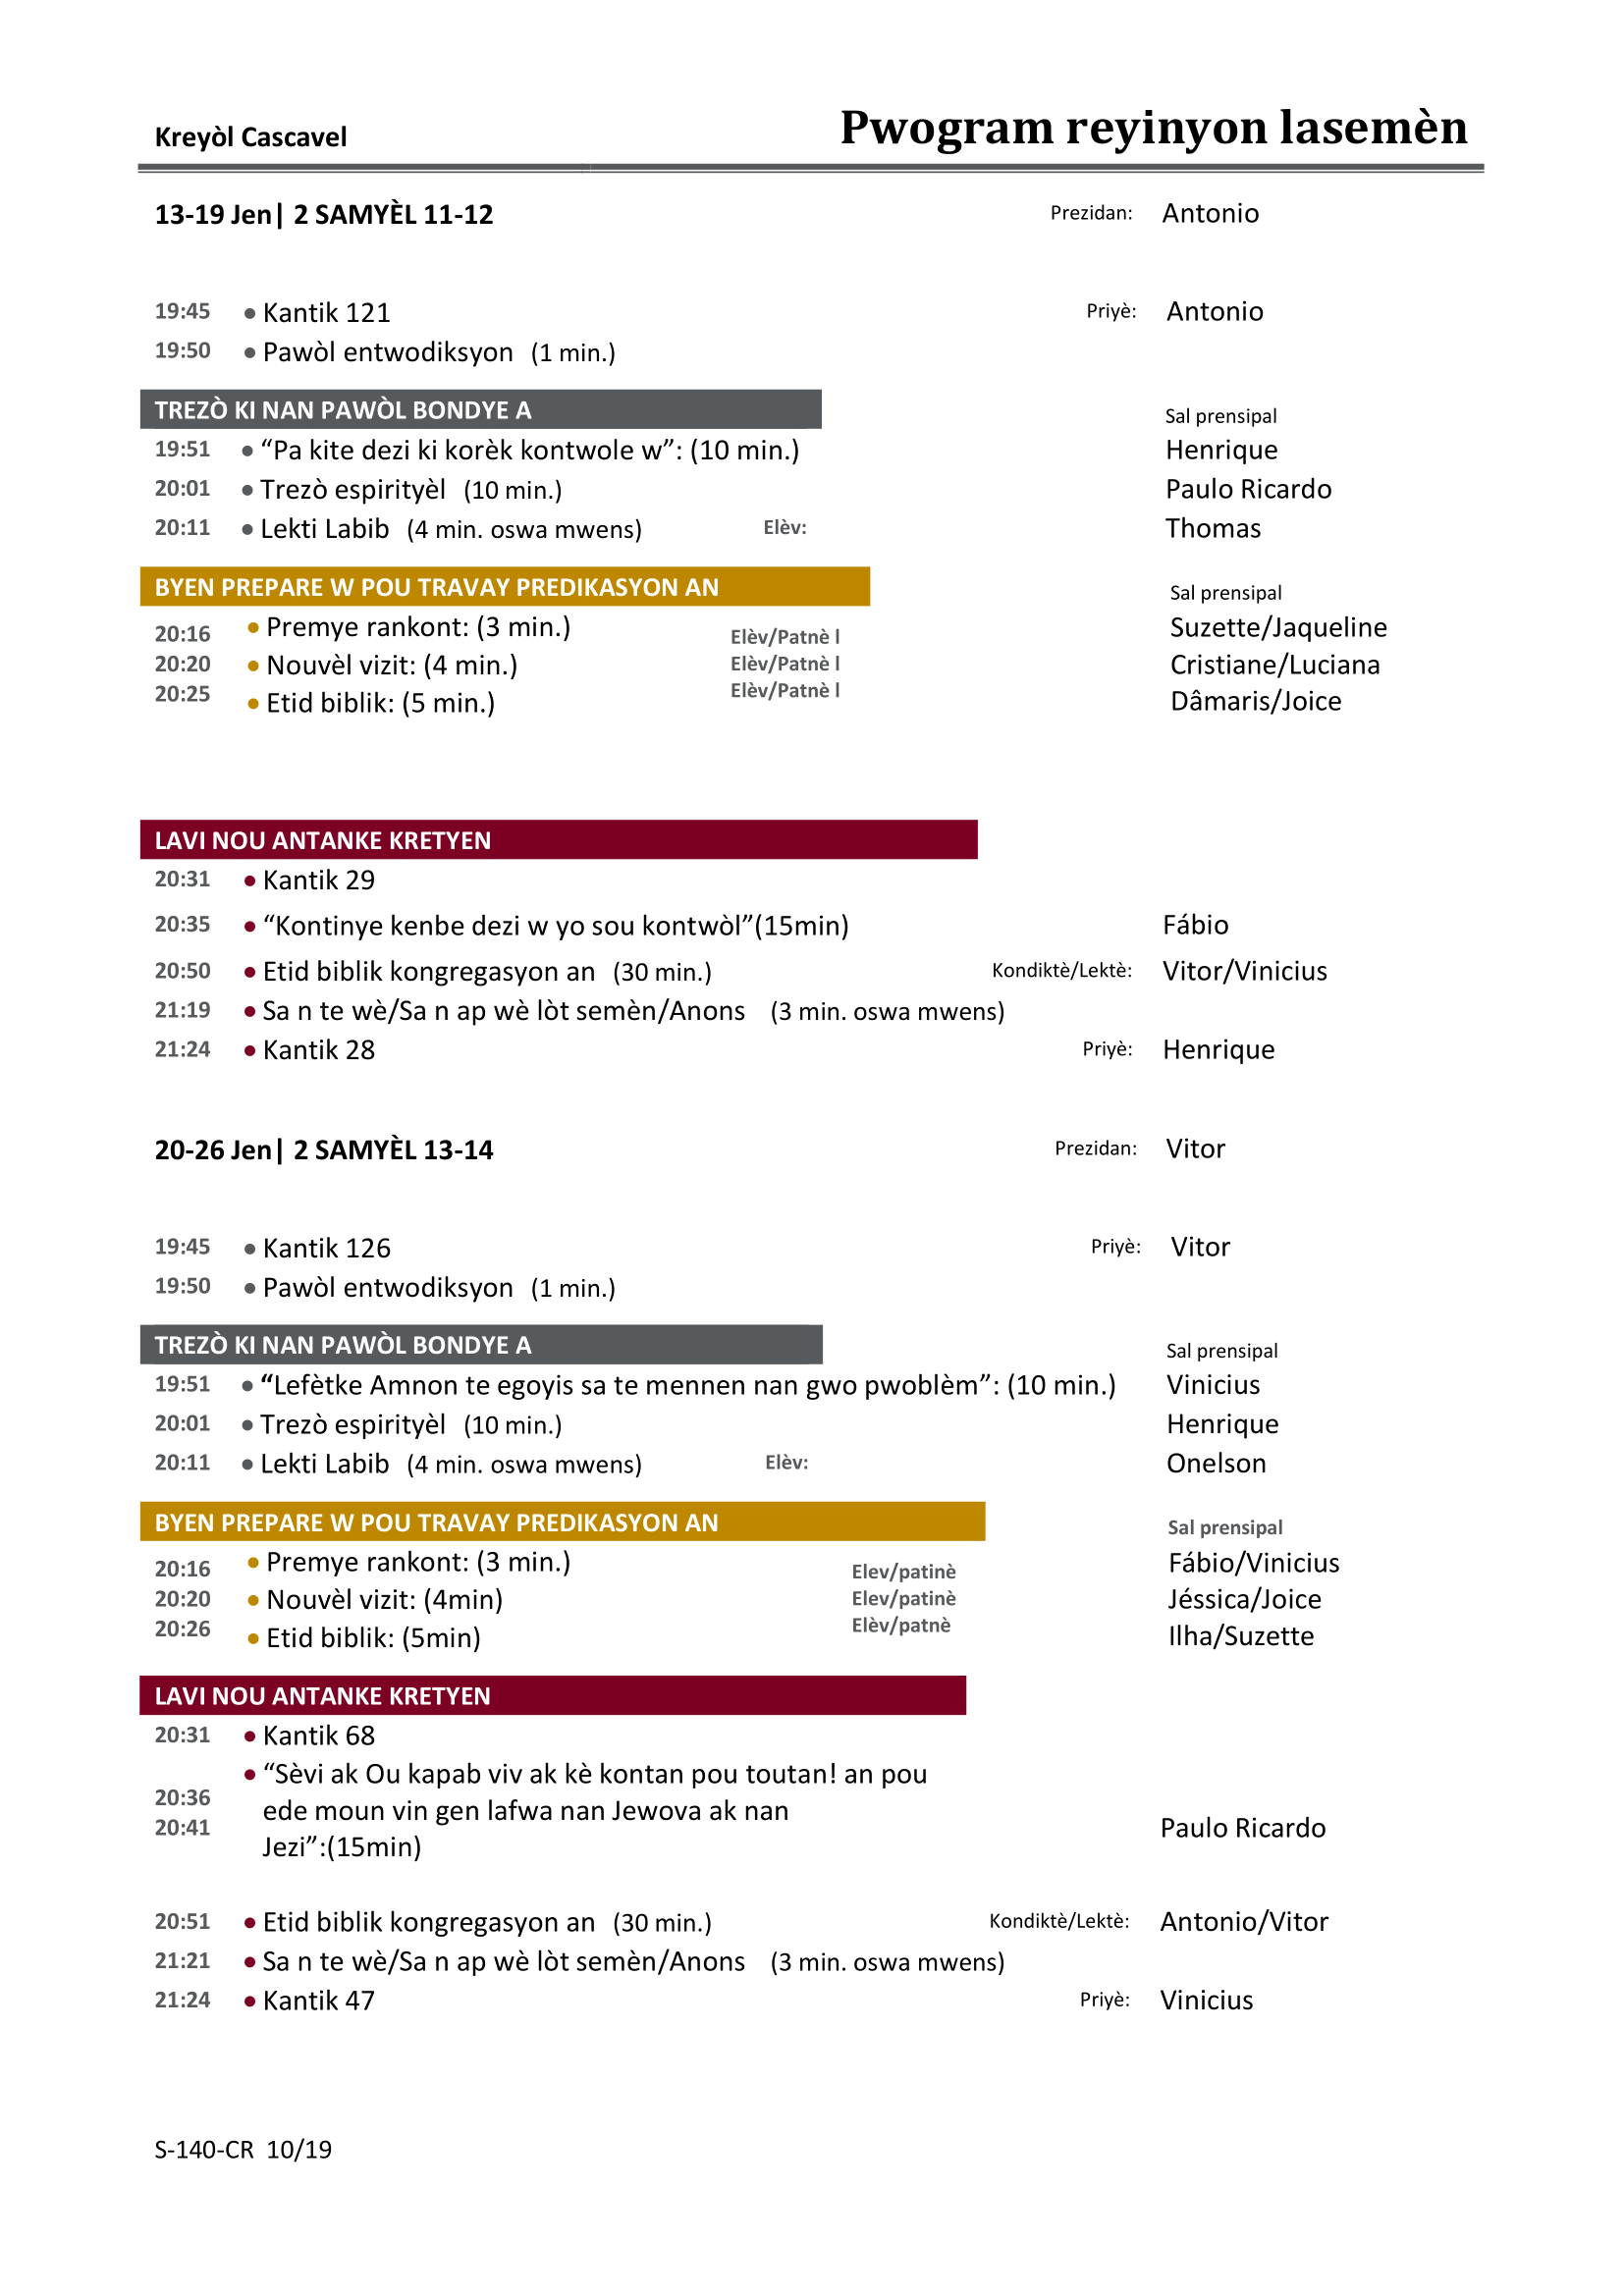 Kreyòl Cascavel Pwogram reyinyon lasemèn
13-19 Jen| 2 SAMYÈL 11-12 Prezidan: Antonio
19:45 • Kantik 121 Priyè: Antonio
19:50 • Pawòl entwodiksyon (1 min.)
TREZÒ KI NAN PAWÒL BONDYE A Sal prensipal
19:51 • “Pa kite dezi ki korèk kontwole w”: (10 min.) Henrique
20:01 • Trezò espirityèl (10 min.) Paulo Ricardo
20:11 • Lekti Labib (4 min. oswa mwens) Elèv: Thomas
BYEN PREPARE W POU TRAVAY PREDIKASYON AN Sal prensipal
20:16 • Premye rankont: (3 min.) Elèv/Patnè l Suzette/Jaqueline
20:20 • Nouvèl vizit: (4 min.) Elèv/Patnè l Cristiane/Luciana
20:25 • Etid biblik: (5 min.) Elèv/Patnè l Dâmaris/Joice
LAVI NOU ANTANKE KRETYEN
20:31 • Kantik 29
20:35 • “Kontinye kenbe dezi w yo sou kontwòl”(15min) Fábio
20:50 • Etid biblik kongregasyon an (30 min.) Kondiktè/Lektè: Vitor/Vinicius
21:19 • Sa n te wè/Sa n ap wè lòt semèn/Anons (3 min. oswa mwens)
21:24 • Kantik 28 Priyè: Henrique
20-26 Jen| 2 SAMYÈL 13-14 Prezidan: Vitor
19:45 • Kantik 126 Priyè: Vitor
19:50 • Pawòl entwodiksyon (1 min.)
TREZÒ KI NAN PAWÒL BONDYE A Sal prensipal
19:51 • “Lefètke Amnon te egoyis sa te mennen nan gwo pwoblèm”: (10 min.) Vinicius
20:01 • Trezò espirityèl (10 min.) Henrique
20:11 • Lekti Labib (4 min. oswa mwens) Elèv: Onelson
BYEN PREPARE W POU TRAVAY PREDIKASYON AN Sal prensipal
20:16 • Premye rankont: (3 min.) Elev/patinè Fábio/Vinicius
20:20 • Nouvèl vizit: (4min) Elev/patinè Jéssica/Joice
20:26 • Etid biblik: (5min) Elèv/patnè Ilha/Suzette
LAVI NOU ANTANKE KRETYEN
20:31 • Kantik 68
• “Sèvi ak Ou kapab viv ak kè kontan pou toutan! an pou
20:36 ede moun vin gen lafwa nan Jewova ak nan
20:41 Jezi”:(15min) Paulo Ricardo
20:51 • Etid biblik kongregasyon an (30 min.) Kondiktè/Lektè: Antonio/Vitor
21:21 • Sa n te wè/Sa n ap wè lòt semèn/Anons (3 min. oswa mwens)
21:24 • Kantik 47 Priyè: Vinicius
S-140-CR 10/19